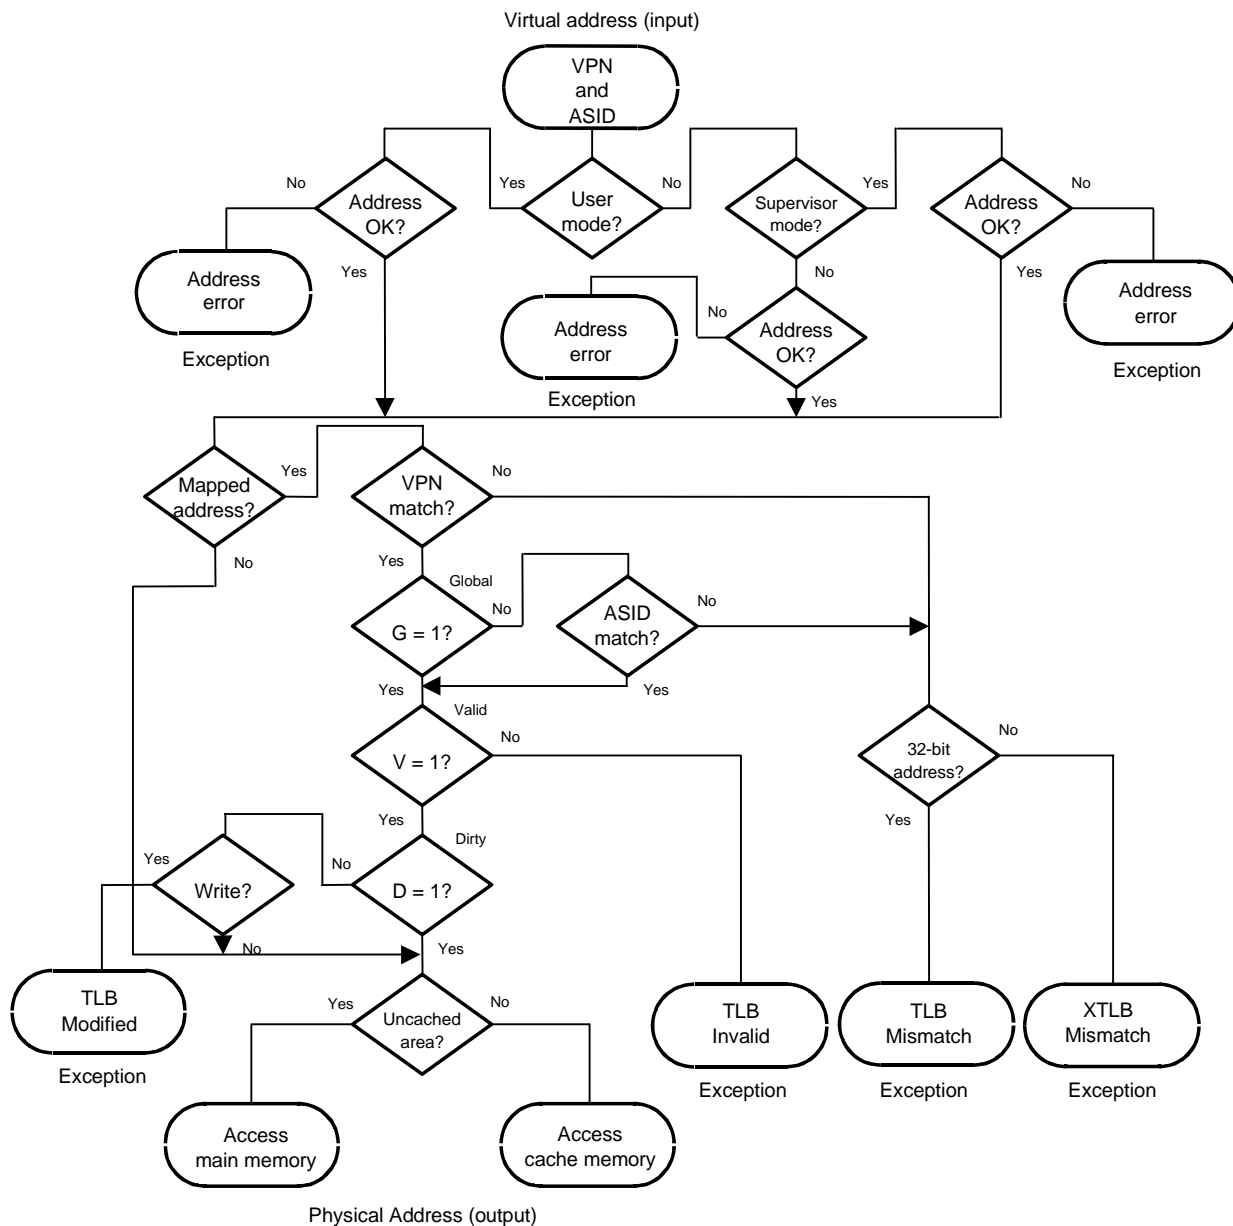 Virtual address (input)
VPN
and
ASID
No
Address
OK?
Yes
User
mode?
No
Supervisor
mode?
Yes
Address
OK?
No
Address
error
Exception
Yes
No
Yes
Address
error
Exception
No
Address
OK?
Yes
Address
error
Exception
Mapped
address?
Yes
VPN
match?
No
No
Yes
Global
G = 1?
No
ASID
match?
No
Yes
Yes
Valid
V = 1?
No
32-bit
address?
No
Yes
Yes
Dirty
D = 1?
No
Write?
Yes
No
Yes
TLB
Modified
Exception
Yes
Uncached
area?
No
TLB
Invalid
Exception
TLB
Mismatch
Exception
XTLB
Mismatch
Exception
Access
main memory
Access
cache memory
Physical Address (output)